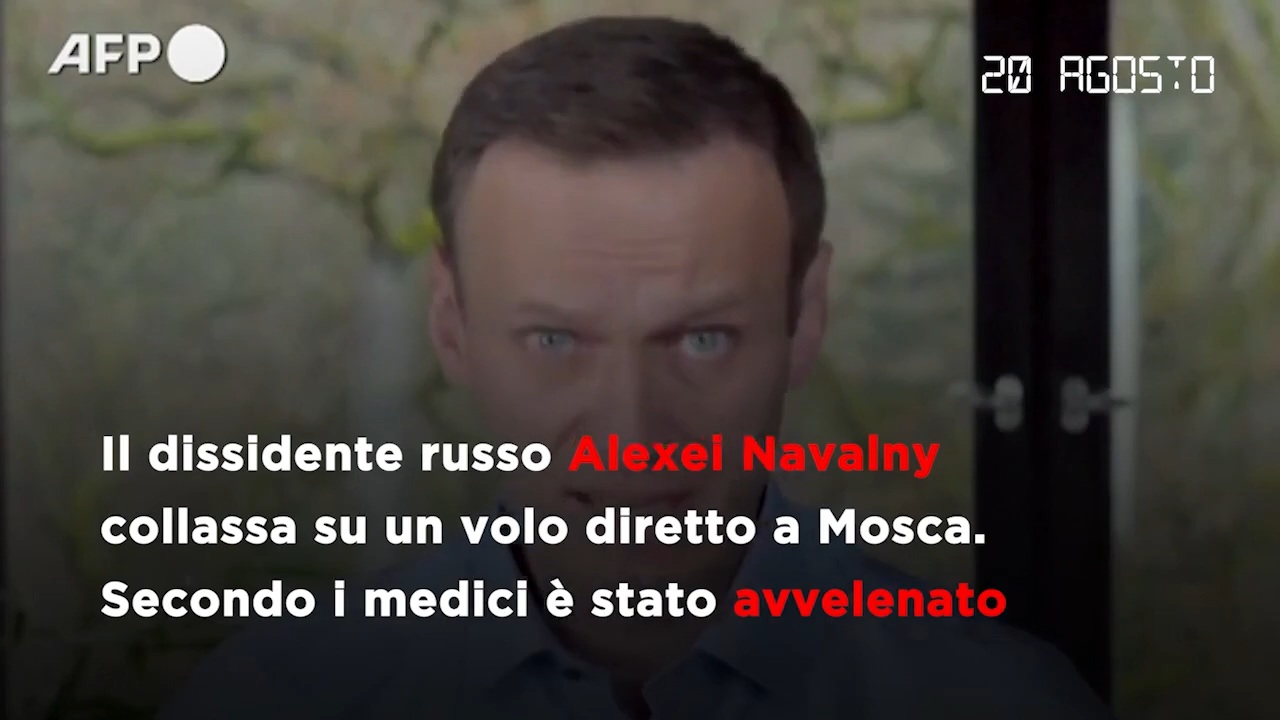 AFP
20 AGOSTO
Il dissidente russo Alexei Navalny
collassa su un volo diretto a Mosca.
Secondo i medici è stato avvelenato